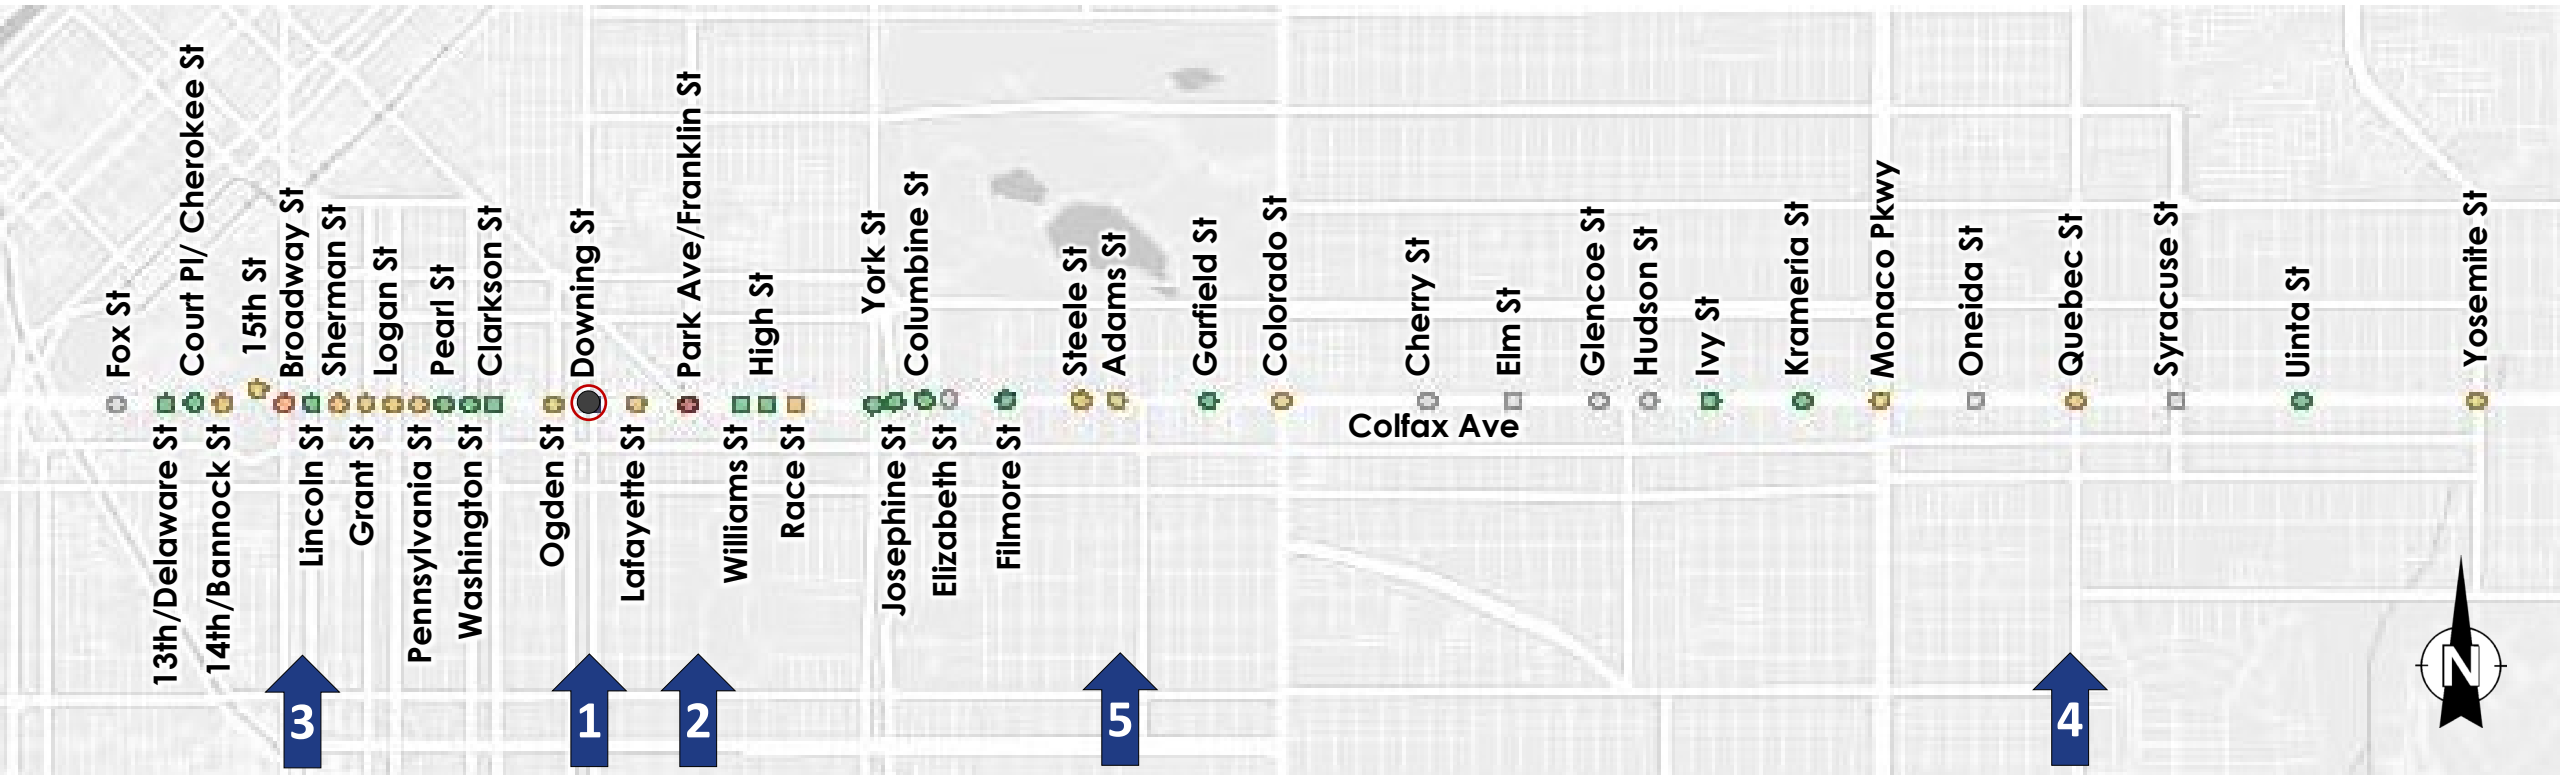 Fox St
Court Pl/ Cherokee St
15th St
Broadway St
Sherman St
Logan St
Pearl St
Clarkson St
Downing St
Park Ave/Franklin St
High St
York St
Columbine St
Steele St
Adams St
Garfield St
Colorado St
Cherry St
Elm St
Glencoe St
Hudson St
Ivy St
Krameria St
Monaco Pkwy
Oneida St
Quebec St
Syracuse St
Uinta St
Yosemite St
Colfax Ave
13th/Delaware St
14th/Bannock St
Lincoln St
Grant St
Pennsylvania St
Washington St
Ogden St
Lafayette St
Williams St
Race St
Josephine St
Elizabeth St
Filmore St
3
1
2
5
4
N